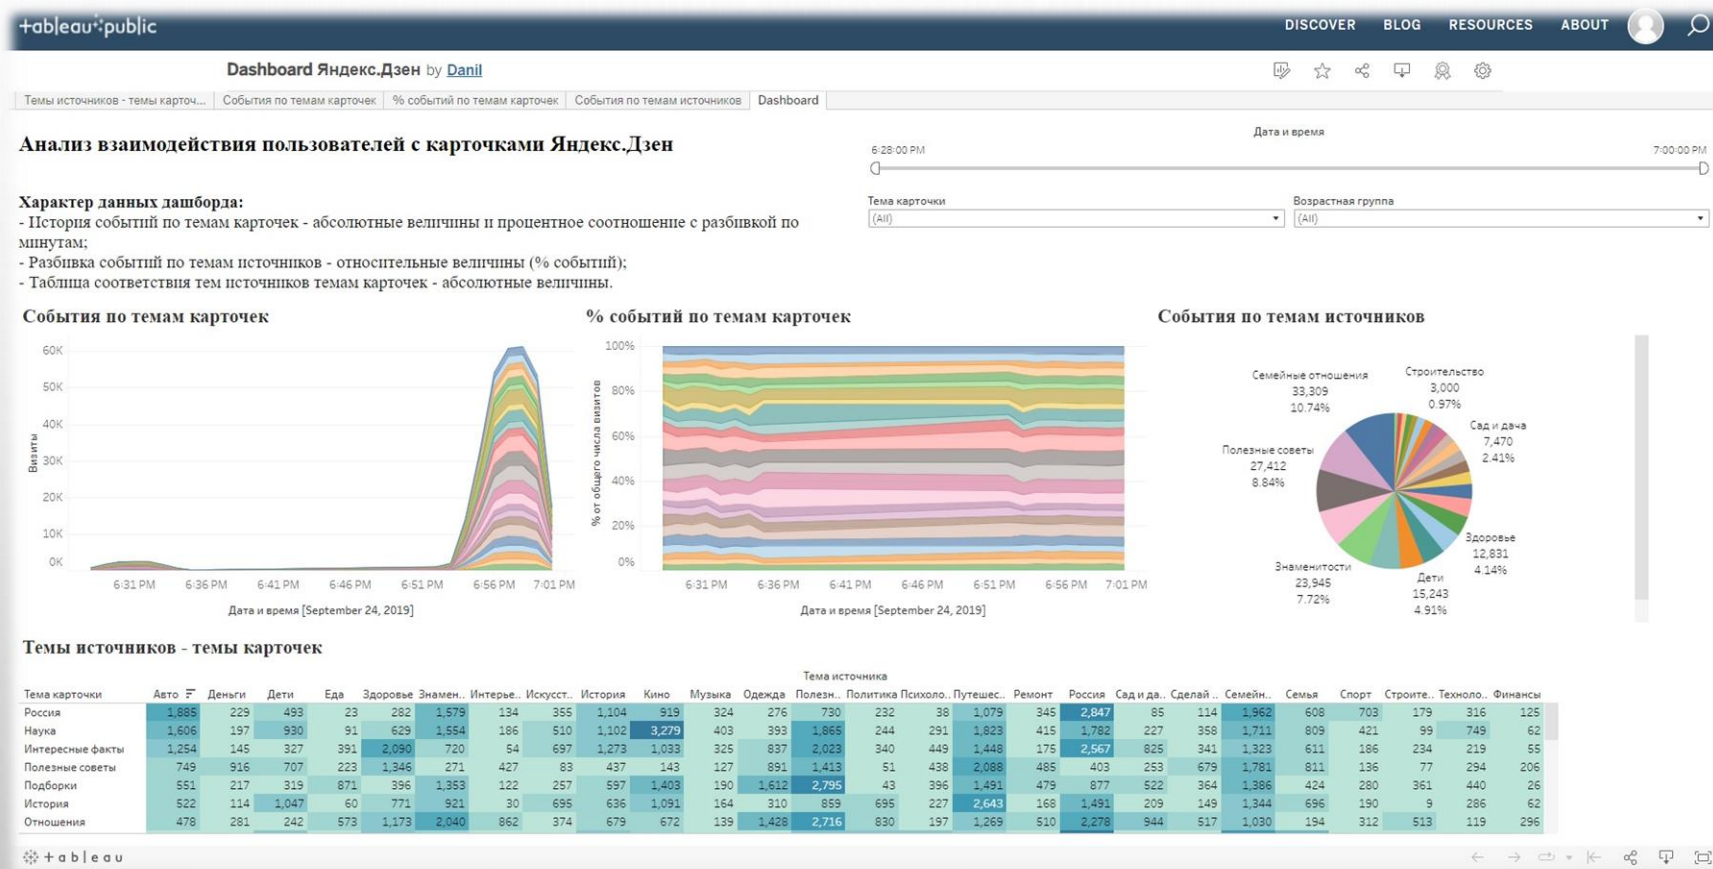 +ableau public
DISCOVER BLOG RESOURCES ABOUT
Dashboard Яндекс.Дзен by Danil
Темы источников - темы карточ... События по темам карточек % событий по темам карточек События по темам источников Dashboard
Анализ взаимодействия пользователей с карточками Яндекс.Дзен
Дата и время
6:28:00 PM 7:00:00 PM
Характер данных дашборда:
- История событий по темам карточек - абсолютные величины и процентное соотношение с разбивкой по
минутам;
- Разбивка событий по темам источников - относительные величины (% событий);
- Таблица соответствия тем источников темам карточек - абсолютные величины.
Тема карточки Возрастная группа
(All) (All)
События по темам карточек
60K
50K
40K
30K
20K
10K
0K
Визиты
6:31 PM 6:36 PM 6:41 PM 6:46 PM 6:51 PM 6:56 PM 7:01 PM
Дата и время [September 24, 2019]
% событий по темам карточек
100%
80%
60%
40%
20%
0%
% от общего числа визитов
6:31 PM 6:36 PM 6:41 PM 6:46 PM 6:51 PM 6:56 PM 7:01 PM
Дата и время [September 24, 2019]
События по темам источников
Семейные отношения
33,309
10.74%
Строительство
3,000
0.97%
Сад и дача
7,470
2.41%
Полезные советы
27,412
8.84%
Здоровье
12,831
4.14%
Знаменитости
23,945
7.72%
Дети
15,243
4.91%
Темы источников - темы карточек
Тема источника
Тема карточки Авто Деньги Дети Еда Здоровье Знамен.. Интерье.. Искусст.. История Кино Музыка Одежда Полезн.. Политика Психоло.. Путешес.. Ремонт Россия Сад и да.. Сделай .. Семейн.. Семья Спорт Строите.. Техноло.. Финансы
Россия 1,885 229 493 23 282 1,579 134 355 1,104 919 324 276 730 232 38 1,079 345 2,847 85 114 1,962 608 703 179 316 125
Наука 1,606 197 930 91 629 1,554 186 510 1,102 3,279 403 393 1,865 244 291 1,823 415 1,782 227 358 1,711 809 421 99 749 62
Интересные факты 1,254 145 327 391 2,090 720 54 697 1,273 1,033 325 837 2,023 340 449 1,448 175 2,567 825 341 1,323 611 186 234 219 55
Полезные советы 749 916 707 223 1,346 271 427 83 437 143 127 891 1,413 51 438 2,088 485 403 253 679 1,781 811 136 77 294 206
Подборки 551 217 319 871 396 1,353 122 257 597 1,403 190 1,612 2,795 43 396 1,491 479 877 522 364 1,386 424 280 361 440 26
История 522 114 1,047 60 771 921 30 695 636 1,091 164 310 859 695 227 2,643 168 1,491 209 149 1,344 696 190 9 286 62
Отношения 478 281 242 573 1,173 2,040 862 374 679 672 139 1,428 2,716 830 197 1,269 510 2,278 944 517 1,030 194 312 513 119 296
+ableau